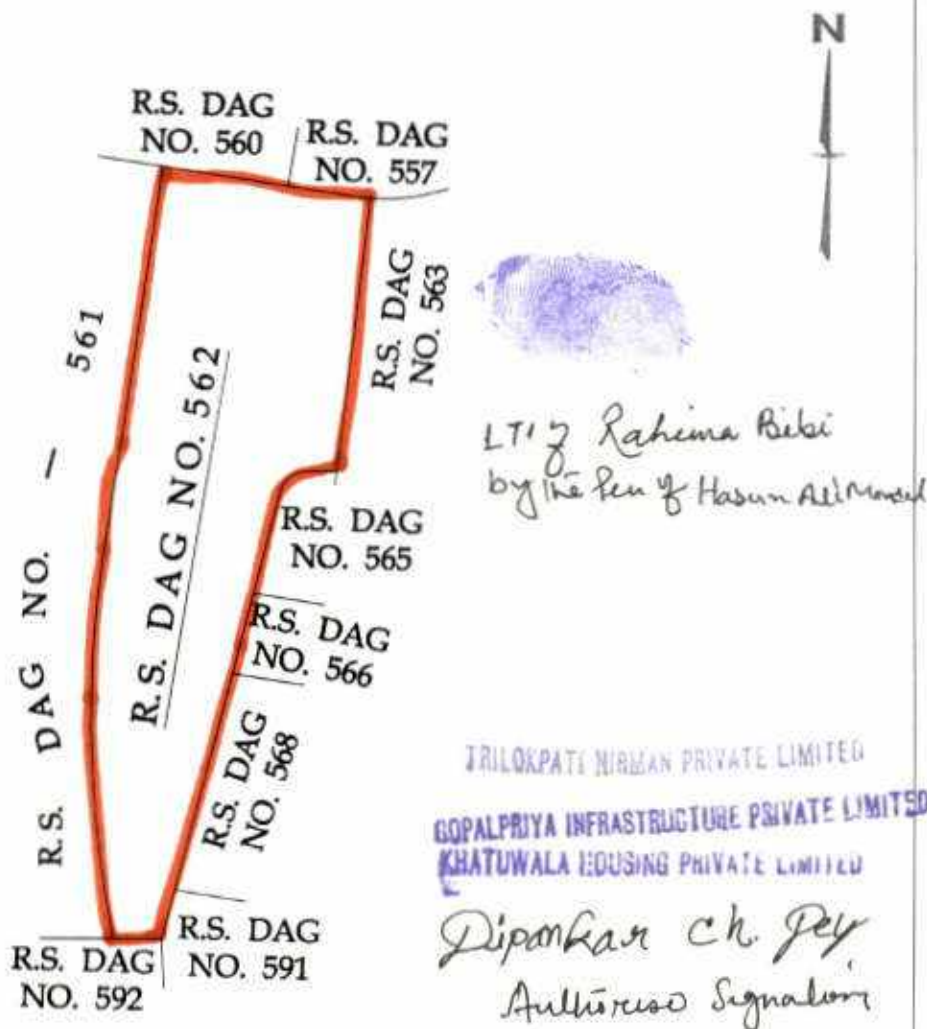 N
R.S. DAG
NO. 560
R.S. DAG
NO. 557
R.S. DAG
NO. 563
R.S. DAG NO. 561
R.S. DAG NO. 562
LTI of Rahima Bibi
by the Pen of Hasun Ali Mondal
R.S. DAG
NO. 565
R.S. DAG
NO. 566
R.S. DAG
NO. 568
R.S. DAG
NO. 591
R.S. DAG
NO. 592
TRILOKPATI NIRMAN PRIVATE LIMITED
GOPALPRIYA INFRASTRUCTURE PRIVATE LIMITED
KHATUWALA HOUSING PRIVATE LIMITED
Dipankar Ch. Dey